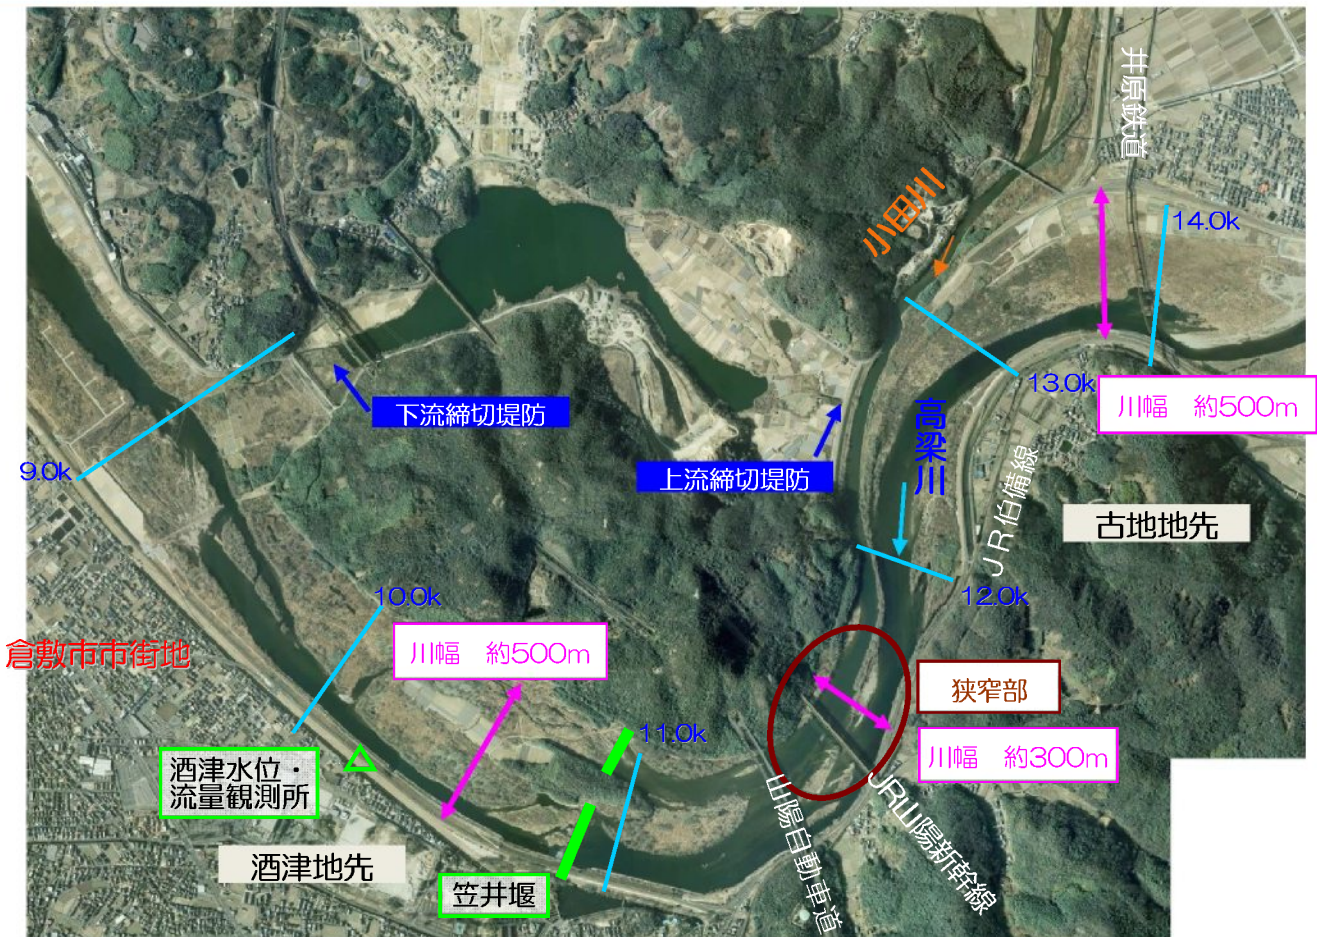 井原鉄道
小田川
14.0k
13.0k
川幅　約500m
高梁川
下流締切堤防
上流締切堤防
9.0k
JR伯備線
古地地先
12.0k
10.0k
倉敷市市街地
川幅　約500m
狭窄部
11.0k
川幅　約300m
酒津水位・
流量観測所
山陽自動車道
JR山陽新幹線
酒津地先
笠井堰